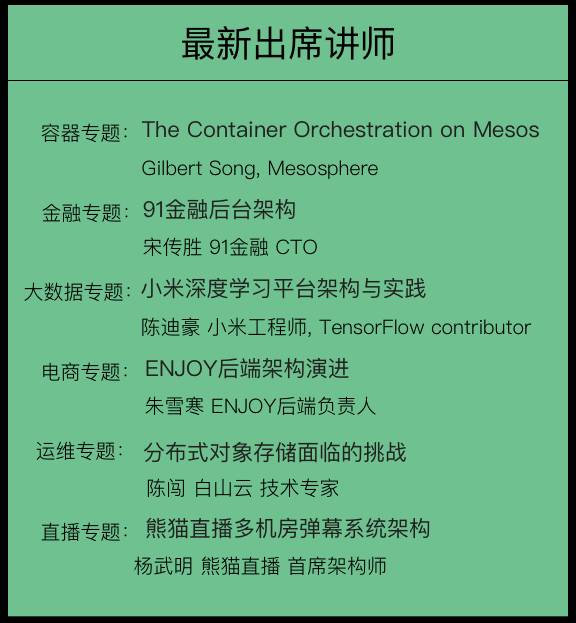 最新出席讲师
容器专题： The Container Orchestration on Mesos
Gilbert Song, Mesosphere
金融专题： 91金融后台架构
宋传胜 91金融 CTO
大数据专题： 小米深度学习平台架构与实践
陈迪豪 小米工程师, TensorFlow contributor
电商专题： ENJOY后端架构演进
朱雪寒 ENJOY后端负责人
运维专题： 分布式对象存储面临的挑战
陈闯 白山云 技术专家
直播专题： 熊猫直播多机房弹幕系统架构
杨武明 熊猫直播 首席架构师